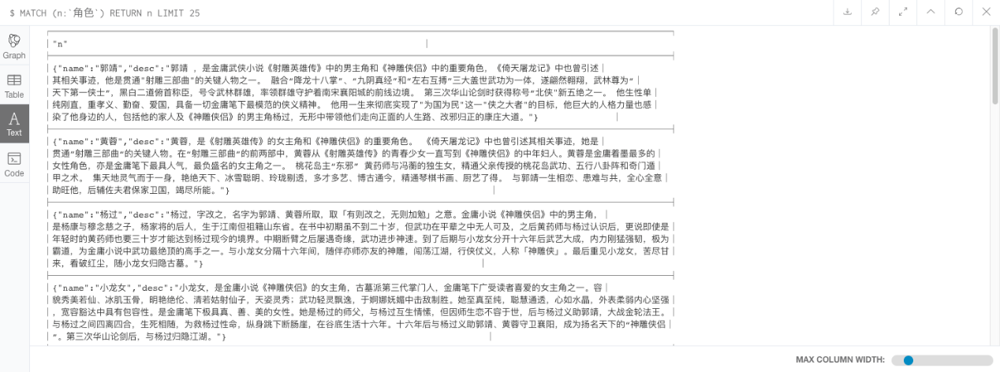 $ MATCH (n:`角色`) RETURN n LIMIT 25
Graph
Table
Text
Code
"n"
{"name":"郭靖","desc":"郭靖 ，是金庸武侠小说《射雕英雄传》中的男主角和《神雕侠侣》中的重要角色，《倚天屠龙记》中也曾引述
其相关事迹，他是贯通"射雕三部曲"的关键人物之一。 融合“降龙十八掌”、“九阴真经”和“左右互搏”三大盖世武功为一体，遂翩然翱翔，武林尊为“
天下第一侠士”，黑白二道俯首称臣，号令武林群雄，率领群雄守护着南宋襄阳城的前线边境。 第三次华山论剑时获得称号“北侠”新五绝之一。 他生性单
纯刚直，重孝义、勤奋、爱国，具备一切金庸笔下最模范的侠义精神。 他用一生来彻底实现了"为国为民"这一"侠之大者"的目标，他巨大的人格力量也感
染了他身边的人，包括他的家人及《神雕侠侣》的男主角杨过，无形中带领他们走向正面的人生路、改邪归正的康庄大道。"}
{"name":"黄蓉","desc":"黄蓉，是《射雕英雄传》的女主角和《神雕侠侣》的重要角色。 《倚天屠龙记》中也曾引述其相关事迹，她是
贯通“射雕三部曲”的关键人物。在“射雕三部曲”的前两部中，黄蓉从《射雕英雄传》的青春少女一直写到《神雕侠侣》的中年妇人。黄蓉是金庸着墨最多的
女性角色，亦是金庸笔下最具人气，最负盛名的女主角之一。 桃花岛主“东邪” 黄药师与冯蘅的独生女，精通父亲传授的桃花岛武功、五行八卦阵和奇门遁
甲之术。 集天地灵气而于一身，艳绝天下、冰雪聪明、玲珑剔透，多才多艺、博古通今，精通琴棋书画、厨艺了得。 与郭靖一生相恋、患难与共，全心全意
助旺他，后辅佐夫君保家卫国，竭尽所能。"}
{"name":"杨过","desc":"杨过，字改之，名字为郭靖、黄蓉所取，取「有则改之，无则加勉」之意。金庸小说《神雕侠侣》中的男主角，
是杨康与穆念慈之子，杨家将的后人，生于江南但祖籍山东省。在书中初期虽不到二十岁，但武功在平辈之中无人可及，之后黄药师与杨过认识后，更说即使是
年轻时的黄药师也要三十岁才能达到杨过现今的境界。中期断臂之后屡遇奇缘，武功进步神速。到了后期与小龙女分开十六年后武艺大成，内力刚猛强韧，极为
霸道，为金庸小说中武功最绝顶的高手之一。与小龙女分隔十六年间，随伴亦师亦友的神雕，闯荡江湖，行侠仗义，人称「神雕侠」。最后重见小龙女，苦尽甘
来，看破红尘，随小龙女归隐古墓。"}
{"name":"小龙女","desc":"小龙女，是金庸小说《神雕侠侣》的女主角，古墓派第三代掌门人，金庸笔下广受读者喜爱的女主角之一。容
貌秀美若仙、冰肌玉骨，明艳绝伦、清若姑射仙子，天姿灵秀；武功轻灵飘逸，于婀娜妩媚中击敌制胜。她至真至纯，聪慧通透，心如水晶，外表柔弱内心坚强
，宽容豁达中具有包容性。是金庸笔下极具真、善、美的女性。她是杨过的师父，与杨过互生情愫，但因师生恋不容于世，后与杨过义助郭靖，大战金轮法王。
与杨过之间四离四合，生死相随，为救杨过性命，纵身跳下断肠崖，在谷底生活十六年。十六年后与杨过义助郭靖、黄蓉守卫襄阳，成为扬名天下的“神雕侠侣
”。第三次华山论剑后，与杨过归隐江湖。"}
MAX COLUMN WIDTH: